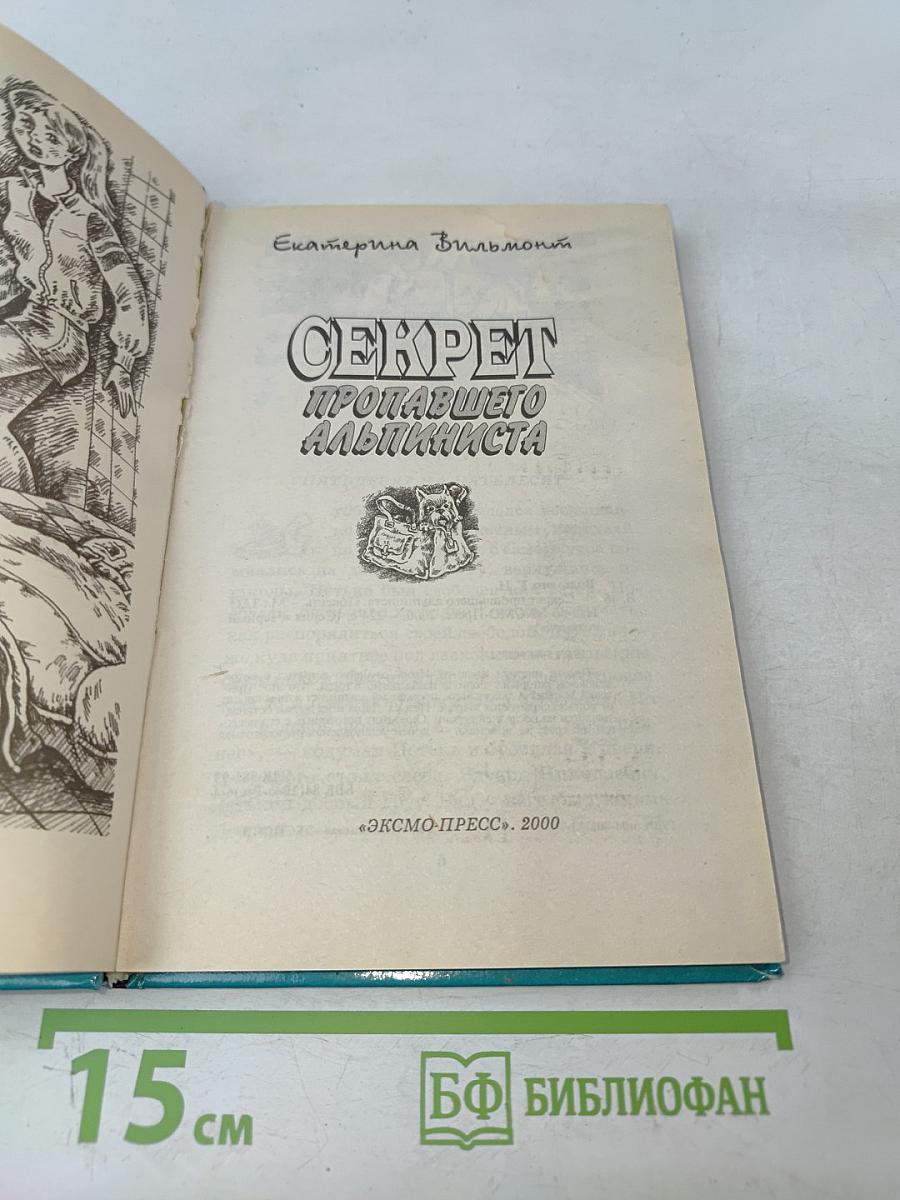 Екатерина Вильмонт
СЕКРЕТ
ПРОПАВШЕГО
АЛЬПИНИСТА
«ЭКСМО-ПРЕСС». 2000
15 см
БФ БИБЛИОФАН